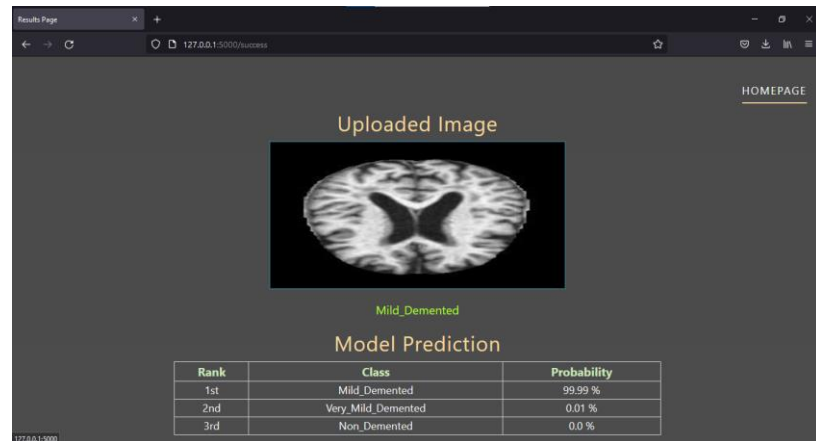 Results Page
127.0.0.1:5000/success
HOMEPAGE
Uploaded Image
Mild_Demented
Model Prediction
Rank Class Probability
1st Mild_Demented 99.99 %
2nd Very_Mild_Demented 0.01 %
3rd Non_Demented 0.0 %
127.0.0.1:5000